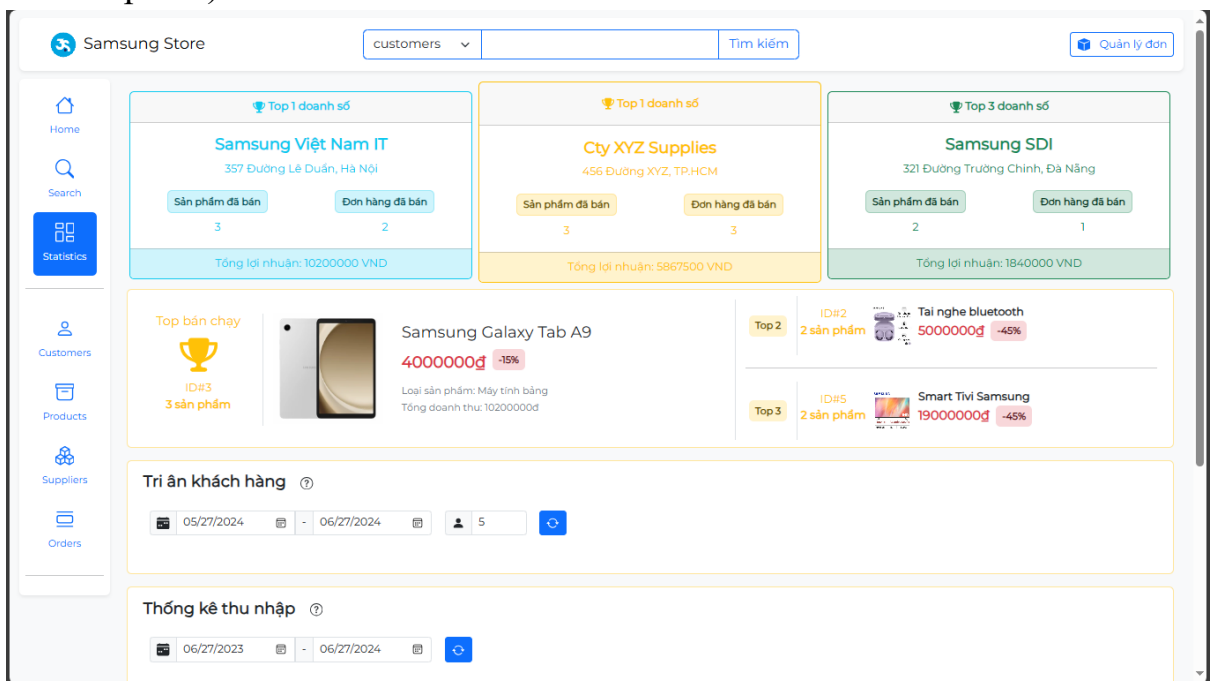 Samsung Store
customers
Tìm kiếm
Quản lý đơn
Home
Search
Statistics
Customers
Products
Suppliers
Orders
Top 1 doanh số
Samsung Việt Nam IT
357 Đường Lê Duẩn, Hà Nội
Sản phẩm đã bán Đơn hàng đã bán
3 2
Tổng lợi nhuận: 10200000 VND
Top 1 doanh số
Cty XYZ Supplies
456 Đường XYZ, TP.HCM
Sản phẩm đã bán Đơn hàng đã bán
3 3
Tổng lợi nhuận: 5867500 VND
Top 3 doanh số
Samsung SDI
321 Đường Trường Chinh, Đà Nẵng
Sản phẩm đã bán Đơn hàng đã bán
2 1
Tổng lợi nhuận: 1840000 VND
Top bán chạy
ID#3
3 sản phẩm
Samsung Galaxy Tab A9
4000000₫ -15%
Loại sản phẩm: Máy tính bảng
Tổng doanh thu: 10200000đ
Top 2
ID#2
2 sản phẩm
Tai nghe bluetooth
5000000₫ -45%
Top 3
ID#5
2 sản phẩm
Smart Tivi Samsung
19000000₫ -45%
Tri ân khách hàng
05/27/2024 - 06/27/2024 5
Thống kê thu nhập
06/27/2023 - 06/27/2024